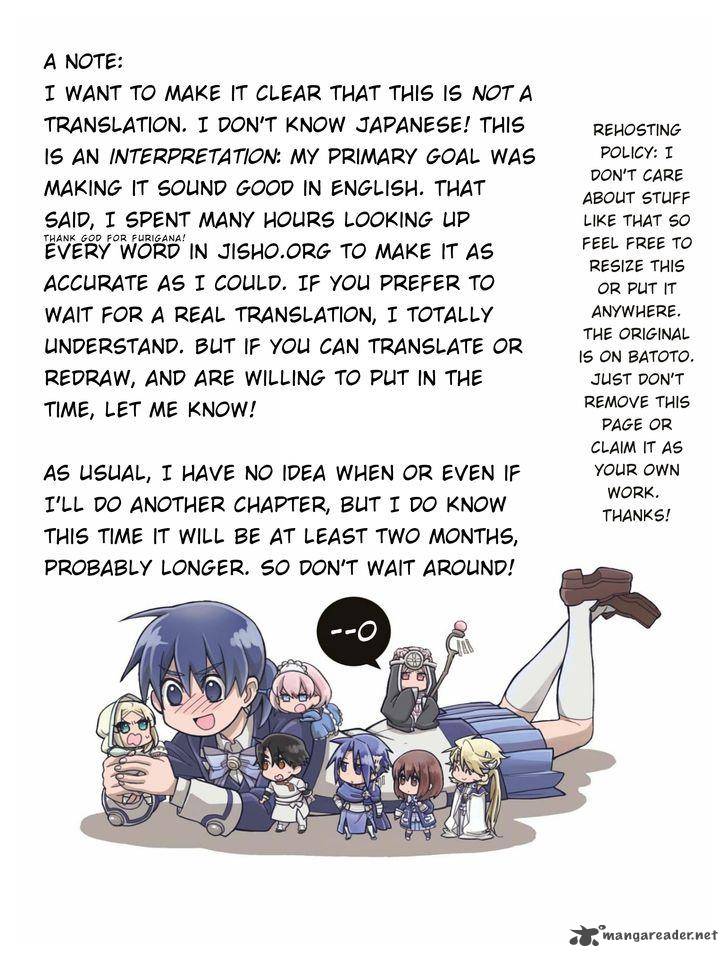 A NOTE:
I WANT TO MAKE IT CLEAR THAT THIS IS NOT A
TRANSLATION. I DON'T KNOW JAPANESE! THIS
IS AN INTERPRETATION: MY PRIMARY GOAL WAS
MAKING IT SOUND GOOD IN ENGLISH. THAT
SAID, I SPENT MANY HOURS LOOKING UP
THANK GOD FOR FURIGANA!
EVERY WORD IN JISHO.ORG TO MAKE IT AS
ACCURATE AS I COULD. IF YOU PREFER TO
WAIT FOR A REAL TRANSLATION, I TOTALLY
UNDERSTAND. BUT IF YOU CAN TRANSLATE OR
REDRAW, AND ARE WILLING TO PUT IN THE
TIME, LET ME KNOW!
AS USUAL, I HAVE NO IDEA WHEN OR EVEN IF
I'LL DO ANOTHER CHAPTER, BUT I DO KNOW
THIS TIME IT WILL BE AT LEAST TWO MONTHS,
PROBABLY LONGER. SO DON'T WAIT AROUND!
REHOSTING
POLICY: I
DON'T CARE
ABOUT STUFF
LIKE THAT SO
FEEL FREE TO
RESIZE THIS
OR PUT IT
ANYWHERE.
THE ORIGINAL
IS ON BATOTO.
JUST DON'T
REMOVE THIS
PAGE OR
CLAIM IT AS
YOUR OWN
WORK.
THANKS!
--O
mangareader.net